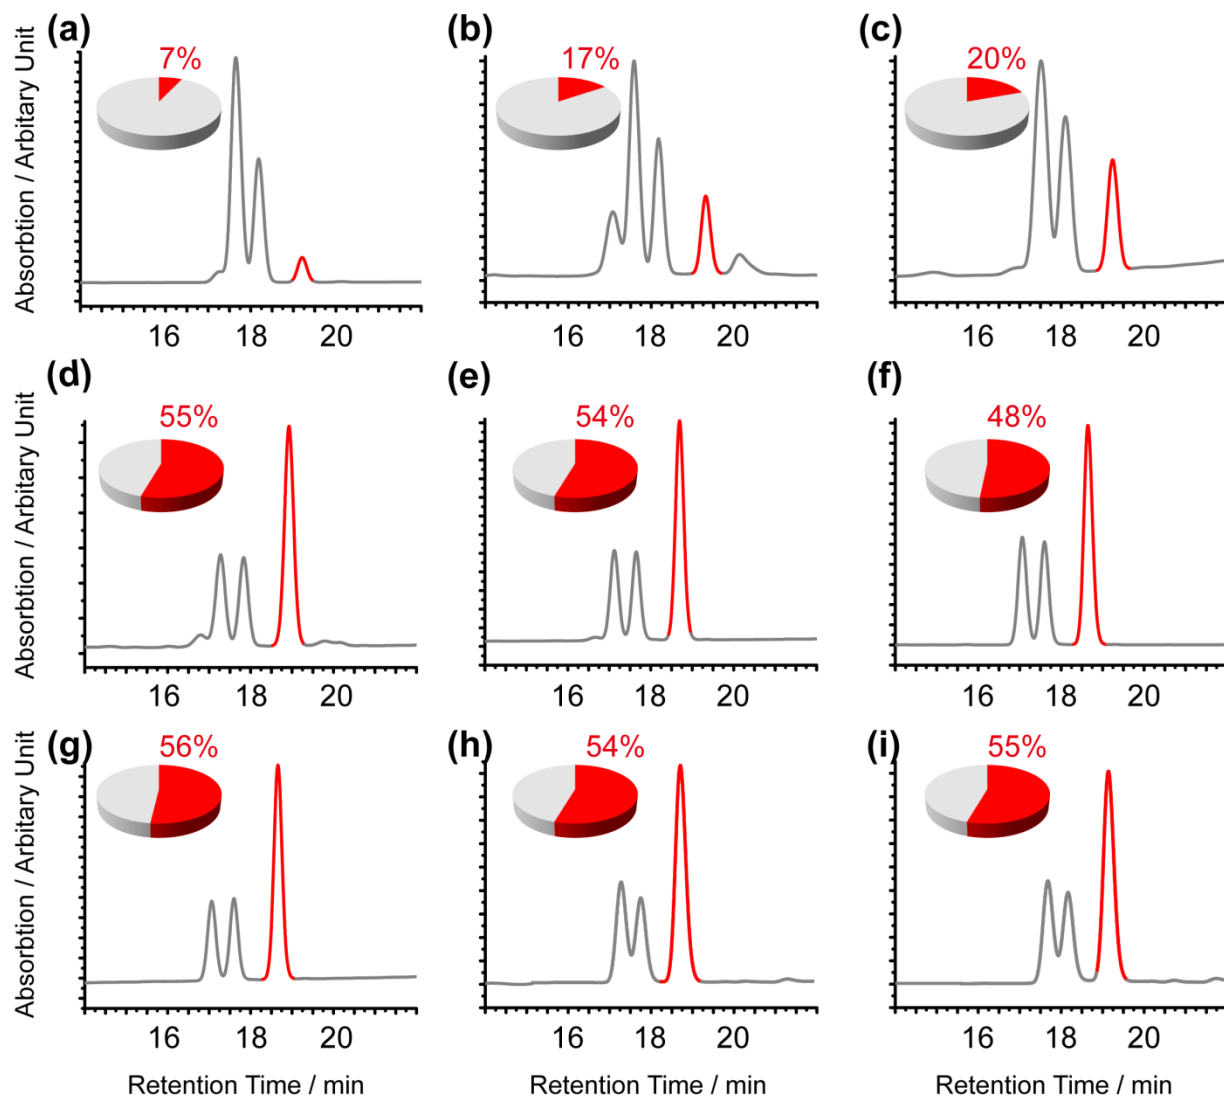 (a) (b) (c)
7% 17% 20%
Absorbtion / Arbitary Unit
16 18 20 16 18 20 16 18 20
(d) (e) (f)
55% 54% 48%
Absorbtion / Arbitary Unit
16 18 20 16 18 20 16 18 20
(g) (h) (i)
56% 54% 55%
Absorbtion / Arbitary Unit
16 18 20 16 18 20 16 18 20
Retention Time / min Retention Time / min Retention Time / min